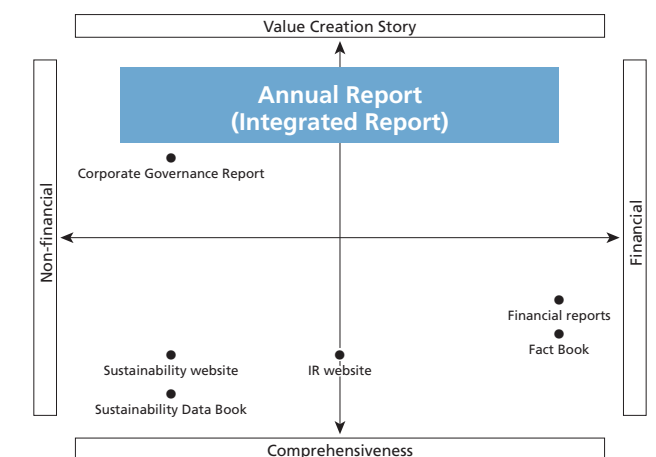 Value Creation Story
Annual Report
(Integrated Report)
Corporate Governance Report
Non-financial
Financial
Financial reports
Fact Book
Sustainability website
IR website
Sustainability Data Book
Comprehensiveness